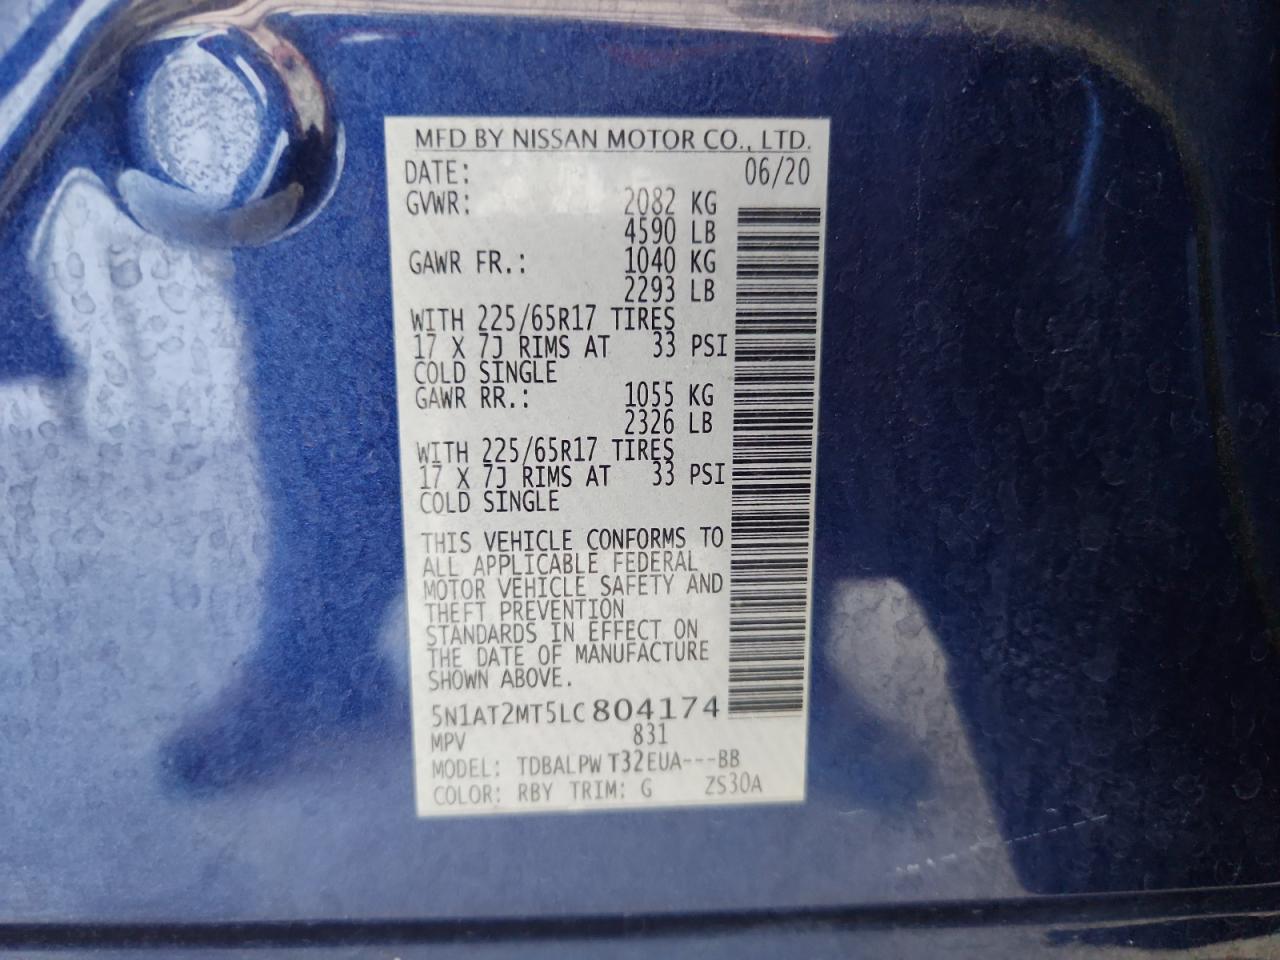 MFD BY NISSAN MOTOR CO., LTD.
DATE: 06/20
GVWR: 2082 KG
4590 LB
GAWR FR.: 1040 KG
2293 LB
WITH 225/65R17 TIRES
17 X 7J RIMS AT 33 PSI
COLD SINGLE
GAWR RR.: 1055 KG
2326 LB
WITH 225/65R17 TIRES
17 X 7J RIMS AT 33 PSI
COLD SINGLE
THIS VEHICLE CONFORMS TO
ALL APPLICABLE FEDERAL
MOTOR VEHICLE SAFETY AND
THEFT PREVENTION
STANDARDS IN EFFECT ON
THE DATE OF MANUFACTURE
SHOWN ABOVE.
5N1AT2MT5LC804174
MPV 831
MODEL: TDBALPW T32EUA---BB
COLOR: RBY TRIM: G ZS30A